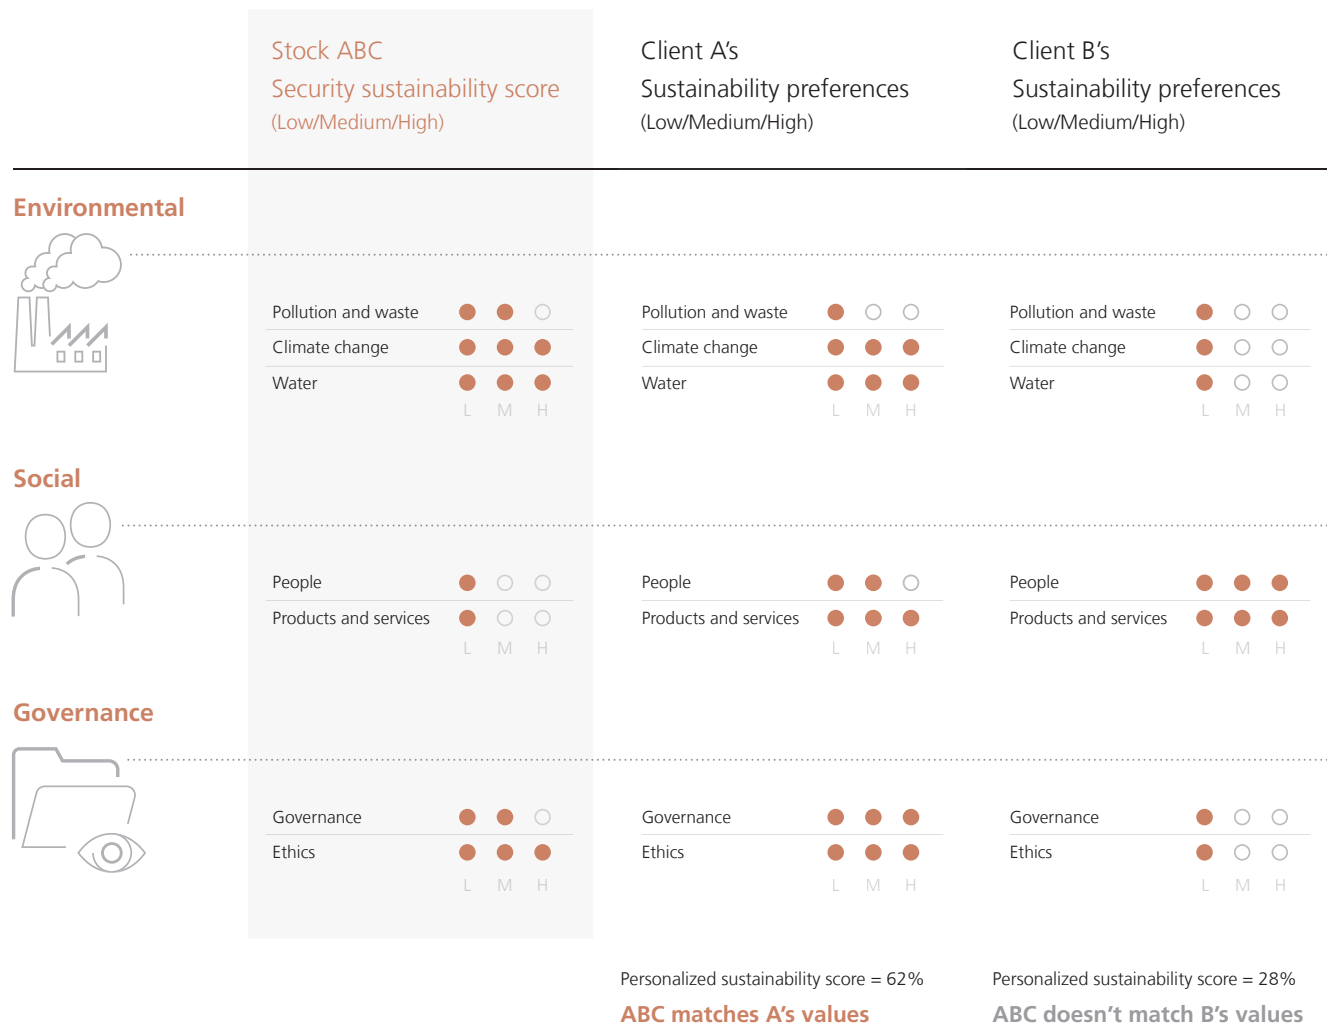 Stock ABC
Security sustainability score
(Low/Medium/High)
Client A's
Sustainability preferences
(Low/Medium/High)
Client B's
Sustainability preferences
(Low/Medium/High)
Environmental
Pollution and waste
Climate change
Water
L M H
Pollution and waste
Climate change
Water
L M H
Pollution and waste
Climate change
Water
L M H
Social
People
Products and services
L M H
People
Products and services
L M H
People
Products and services
L M H
Governance
Governance
Ethics
L M H
Governance
Ethics
L M H
Governance
Ethics
L M H
Personalized sustainability score = 62%
ABC matches A's values
Personalized sustainability score = 28%
ABC doesn't match B's values